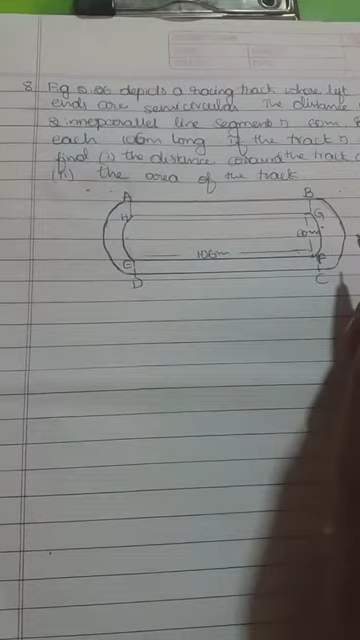 8 Fig 5.26 depicts a racing track whose left
ends are semicircular The distance
2 inner parallel line segments is 60m &
each 106m long if the track is
find (i) the distance around the track
(ii) the area of the track
A B
H G
60m
106m
E F
D C